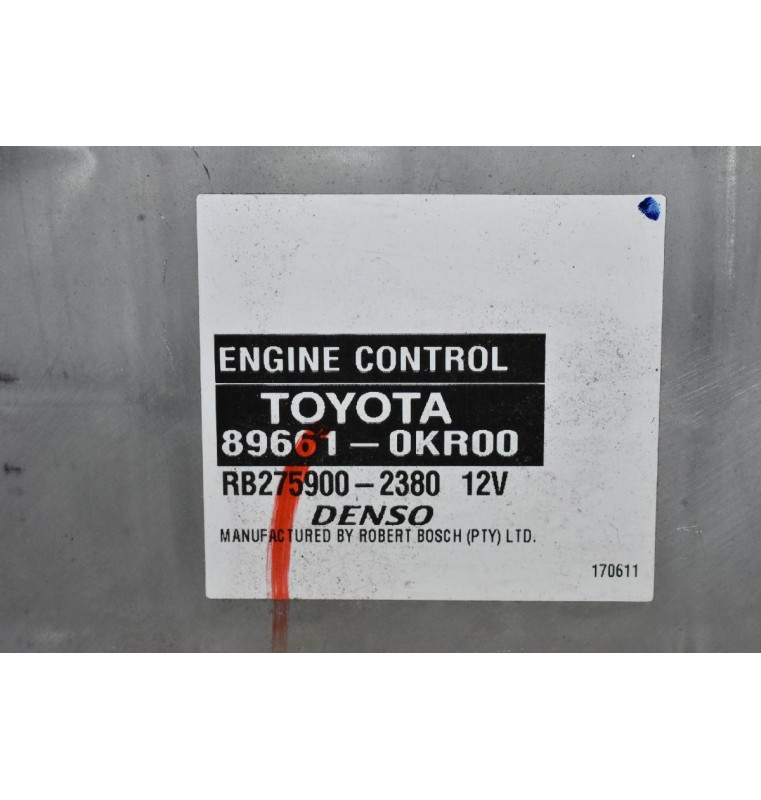 ENGINE CONTROL
TOYOTA
89661-0KR00
RB275900-2380 12V
DENSO
MANUFACTURED BY ROBERT BOSCH (PTY) LTD.
170611